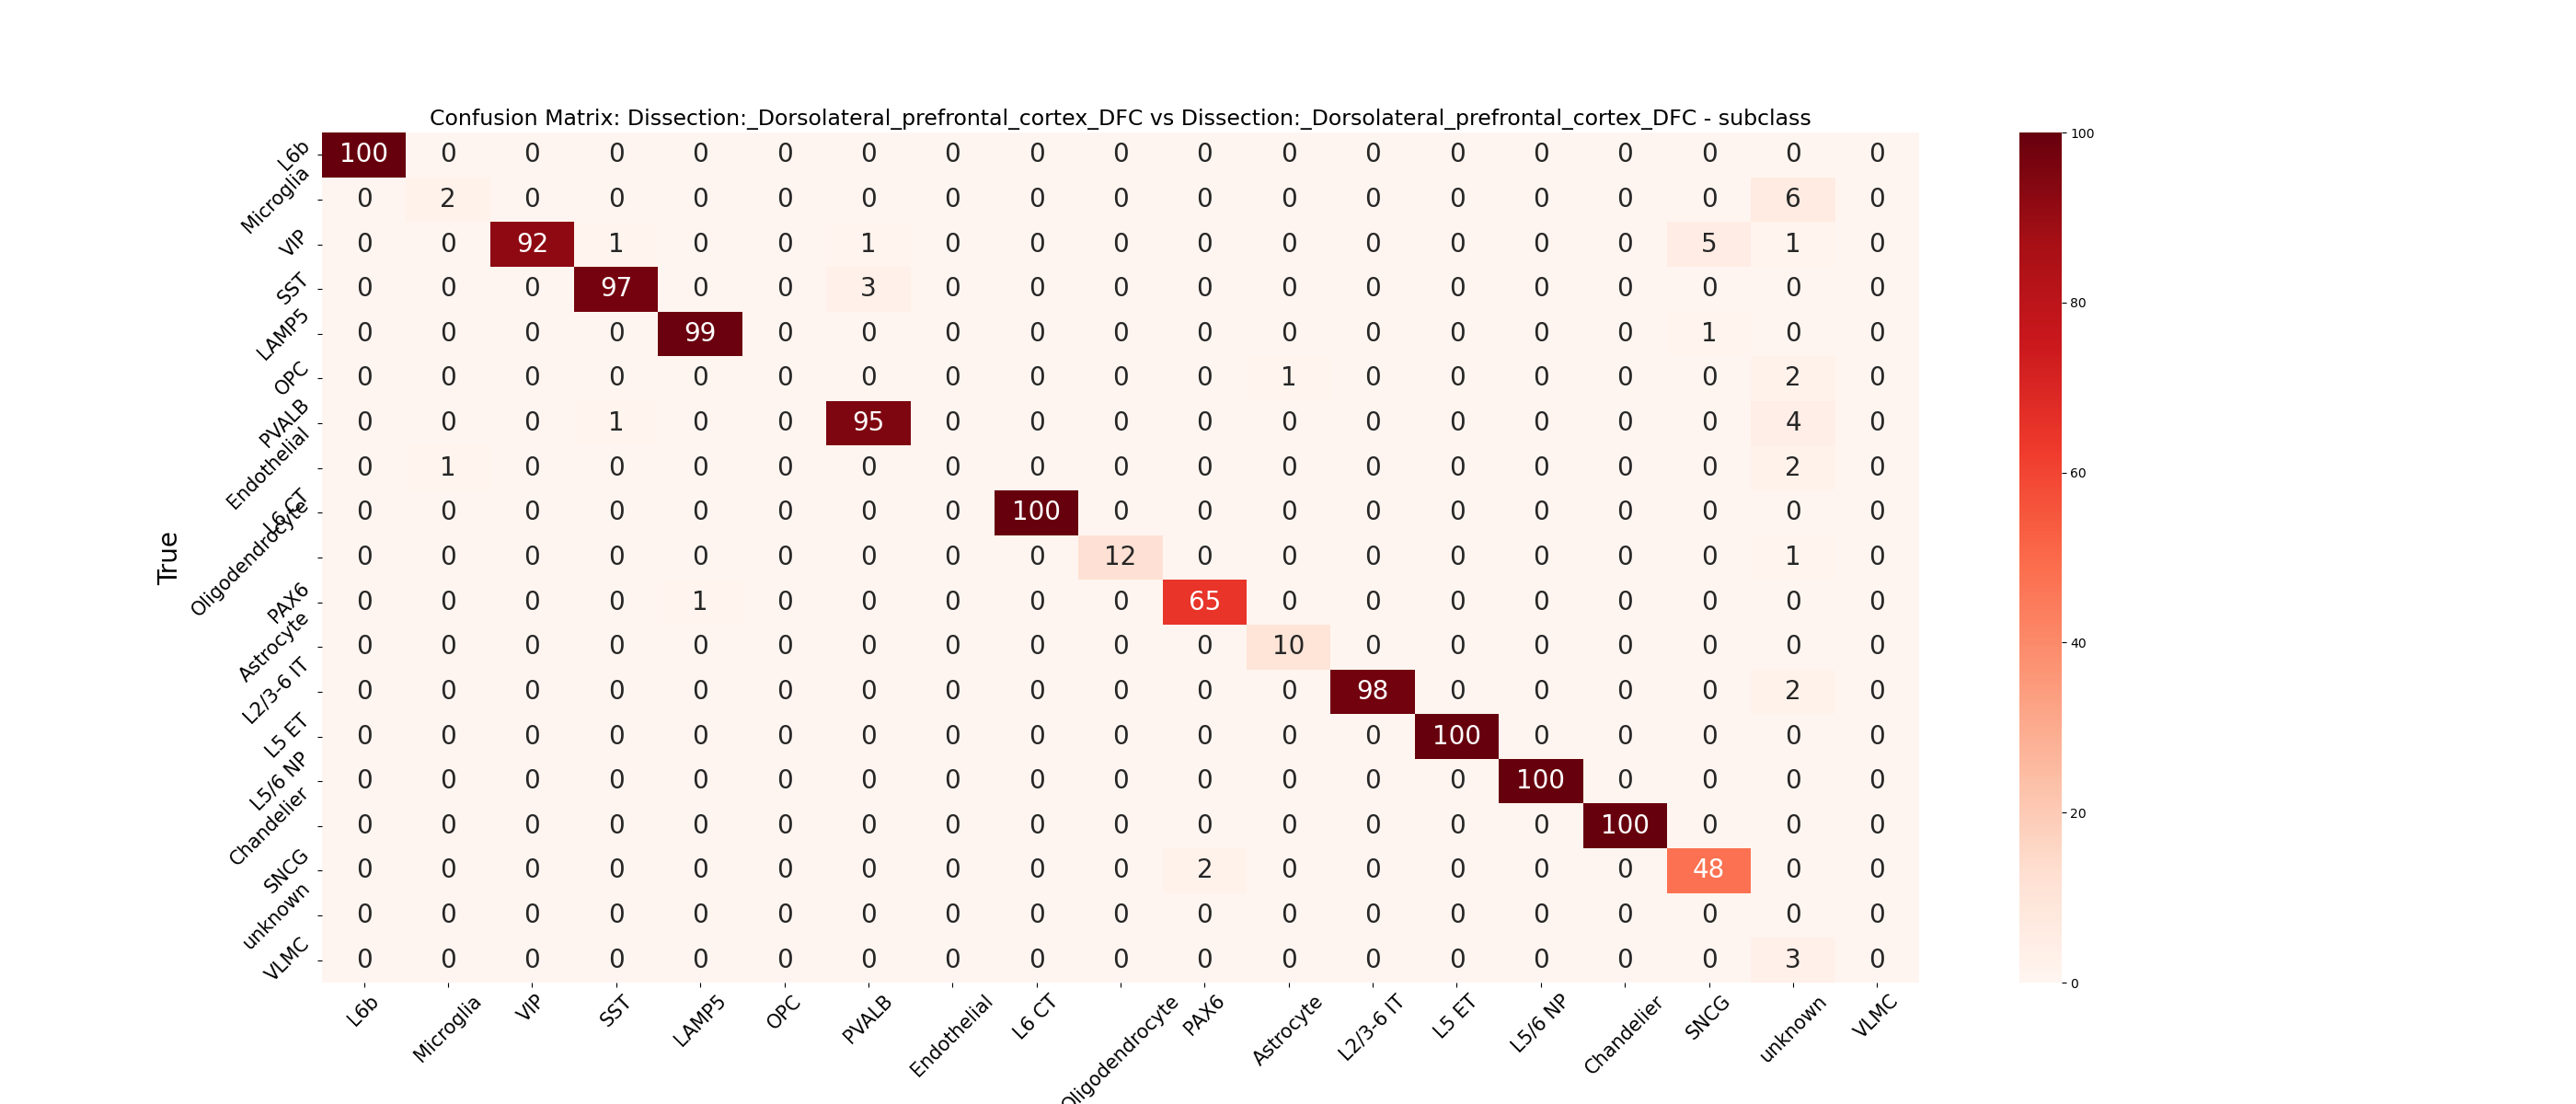 Confusion Matrix: Dissection:_Dorsolateral_prefrontal_cortex_DFC vs Dissection:_Dorsolateral_prefrontal_cortex_DFC - subclass
True
L6b 100 0 0 0 0 0 0 0 0 0 0 0 0 0 0 0 0 0 0
Microglia 0 2 0 0 0 0 0 0 0 0 0 0 0 0 0 0 0 6 0
VIP 0 0 92 1 0 0 1 0 0 0 0 0 0 0 0 0 5 1 0
SST 0 0 0 97 0 0 3 0 0 0 0 0 0 0 0 0 0 0 0
LAMP5 0 0 0 0 99 0 0 0 0 0 0 0 0 0 0 0 1 0 0
OPC 0 0 0 0 0 0 0 0 0 0 0 1 0 0 0 0 0 2 0
PVALB 0 0 0 1 0 0 95 0 0 0 0 0 0 0 0 0 0 4 0
Endothelial 0 1 0 0 0 0 0 0 0 0 0 0 0 0 0 0 0 2 0
L6 CT 0 0 0 0 0 0 0 0 100 0 0 0 0 0 0 0 0 0 0
Oligodendrocyte 0 0 0 0 0 0 0 0 0 12 0 0 0 0 0 0 0 1 0
PAX6 0 0 0 0 1 0 0 0 0 0 65 0 0 0 0 0 0 0 0
Astrocyte 0 0 0 0 0 0 0 0 0 0 0 10 0 0 0 0 0 0 0
L2/3-6 IT 0 0 0 0 0 0 0 0 0 0 0 0 98 0 0 0 0 2 0
L5 ET 0 0 0 0 0 0 0 0 0 0 0 0 0 100 0 0 0 0 0
L5/6 NP 0 0 0 0 0 0 0 0 0 0 0 0 0 0 100 0 0 0 0
Chandelier 0 0 0 0 0 0 0 0 0 0 0 0 0 0 0 100 0 0 0
SNCG 0 0 0 0 0 0 0 0 0 0 2 0 0 0 0 0 48 0 0
unknown 0 0 0 0 0 0 0 0 0 0 0 0 0 0 0 0 0 0 0
VLMC 0 0 0 0 0 0 0 0 0 0 0 0 0 0 0 0 0 3 0
L6b Microglia VIP SST LAMP5 OPC PVALB Endothelial L6 CT Oligodendrocyte PAX6 Astrocyte L2/3-6 IT L5 ET L5/6 NP Chandelier SNCG unknown VLMC
100
80
60
40
20
0